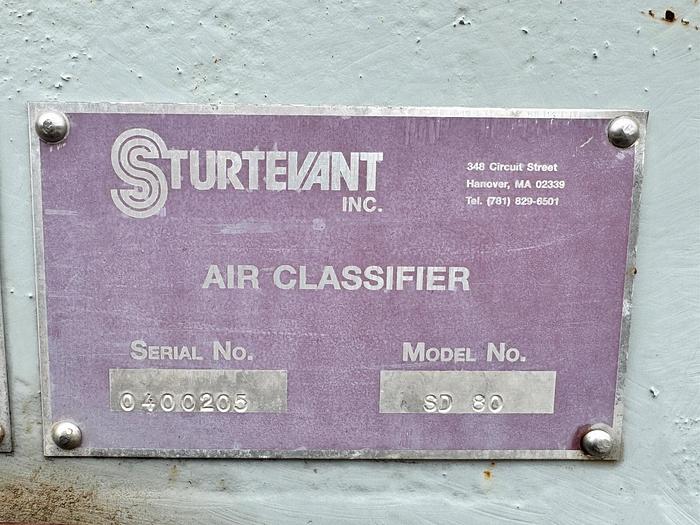 STURTEVANT
INC.
348 Circuit Street
Hanover, MA 02339
Tel. (781) 829-6501
AIR CLASSIFIER
SERIAL NO.
0400205
MODEL NO.
SD 80